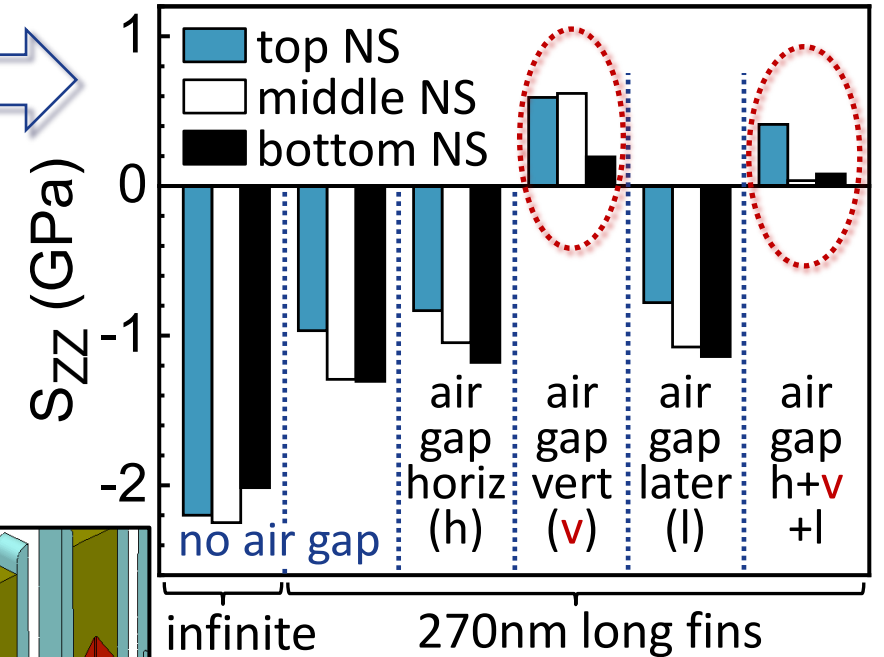 1
0
-1
-2
S_ZZ (GPa)
top NS
middle NS
bottom NS
no air gap
air
gap
horiz
(h)
air
gap
vert
(v)
air
gap
later
(l)
air
gap
h+v
+l
infinite
270nm long fins